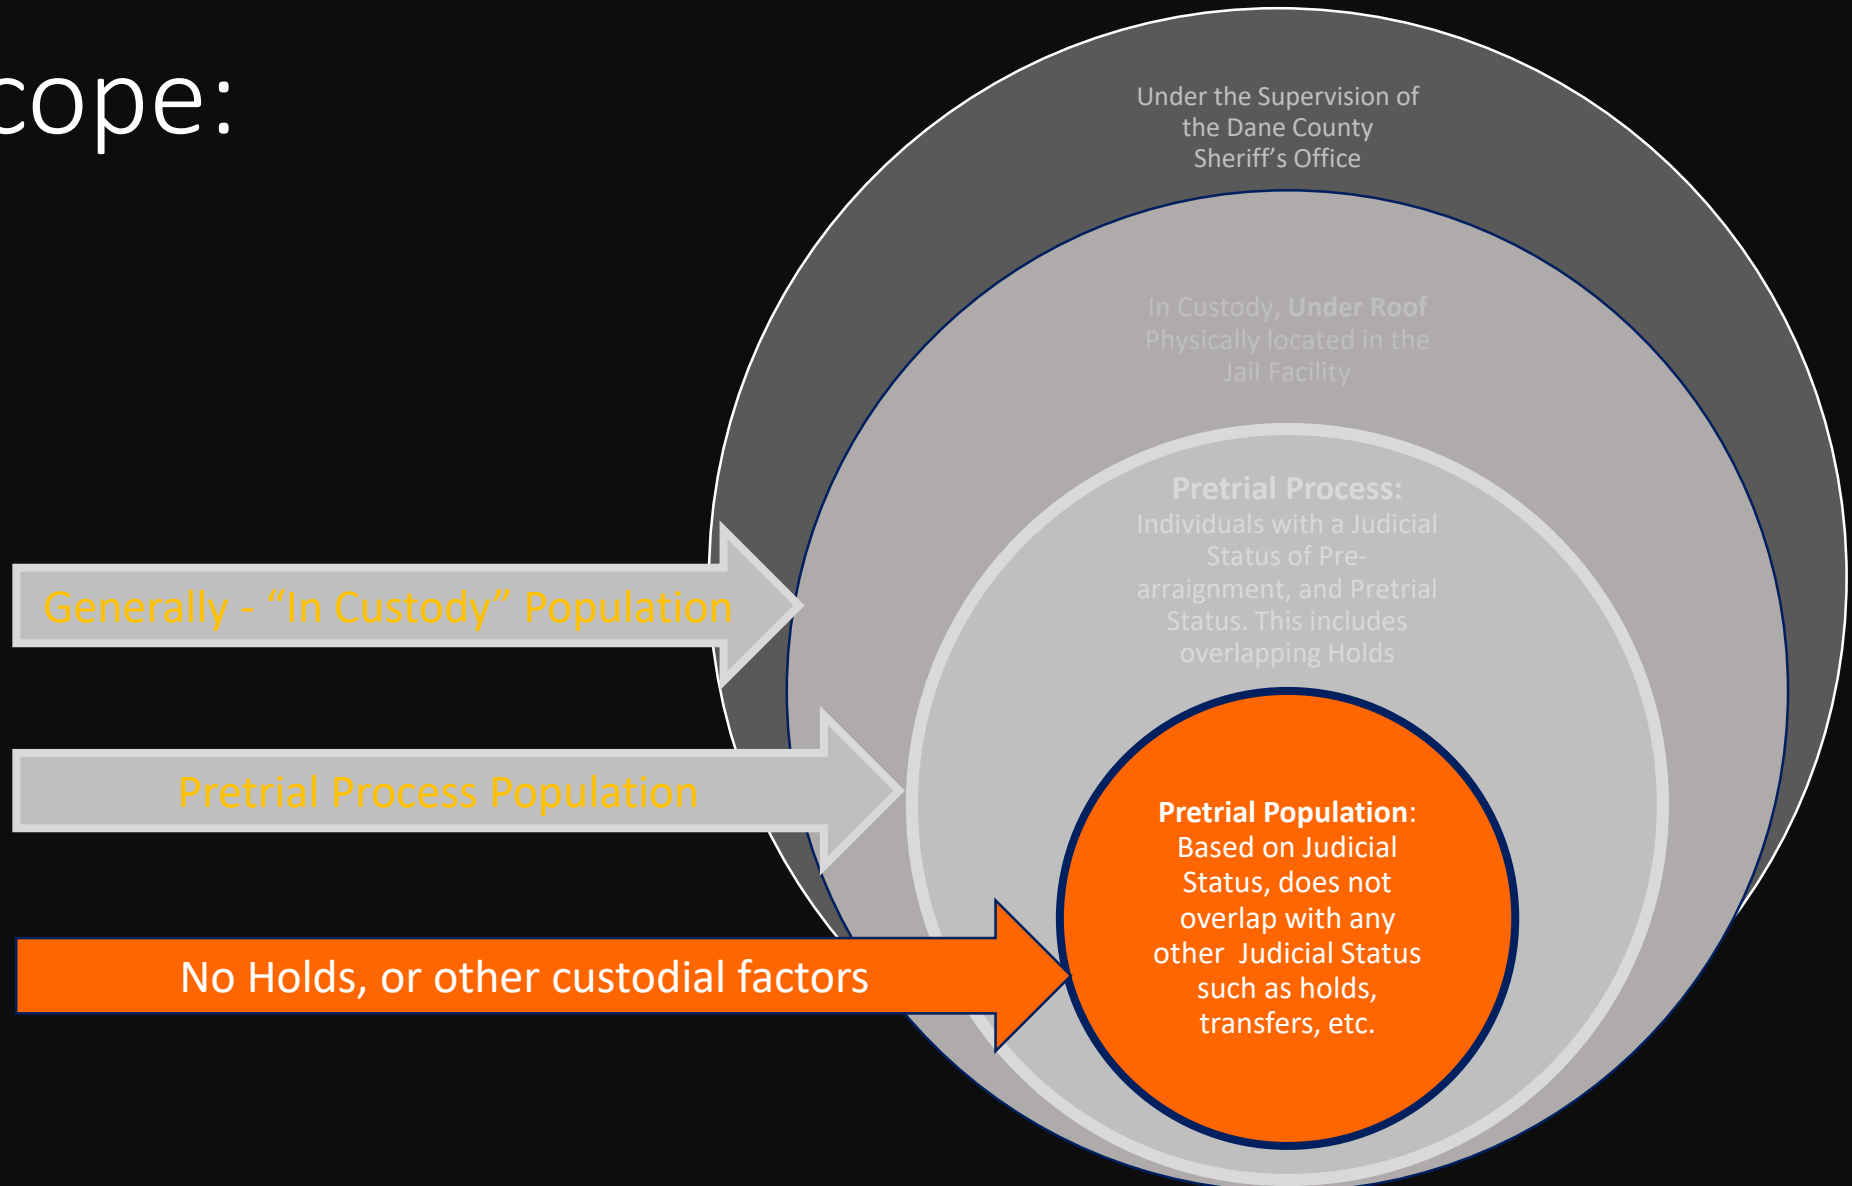 cope:
Under the Supervision of
the Dane County
Sheriff’s Office
In Custody, Under Roof
Physically located in the
Jail Facility
Pretrial Process:
Individuals with a Judicial
Status of Pre-
arraignment, and Pretrial
Status. This includes
overlapping Holds
Generally - “In Custody” Population
Pretrial Process Population
No Holds, or other custodial factors
Pretrial Population:
Based on Judicial
Status, does not
overlap with any
other Judicial Status
such as holds,
transfers, etc.